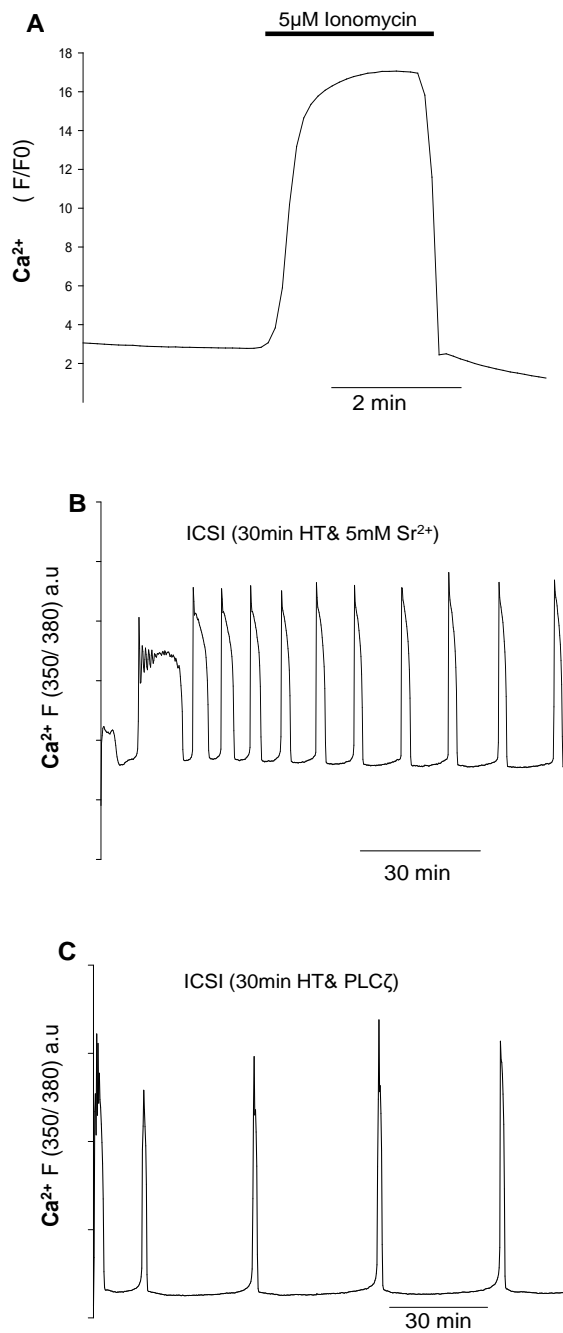 A
5µM Ionomycin
Ca²⁺ ( F/F0)
18
16
14
12
10
8
6
4
2
2 min
B
ICSI (30min HT& 5mM Sr²⁺)
Ca²⁺ F (350/ 380) a.u
30 min
C
ICSI (30min HT& PLCζ)
Ca²⁺ F (350/ 380) a.u
30 min